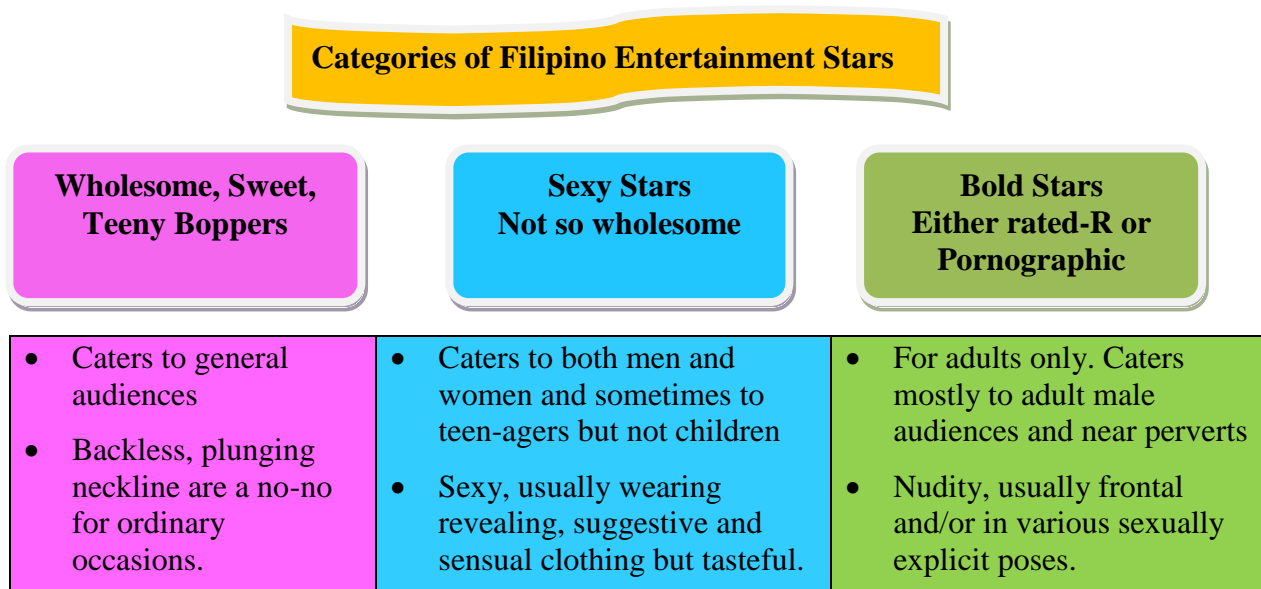 Categories of Filipino Entertainment Stars
Wholesome, Sweet,
Teeny Boppers
Sexy Stars
Not so wholesome
Bold Stars
Either rated-R or
Pornographic
• Caters to general
audiences
• Backless, plunging
neckline are a no-no
for ordinary
occasions.
• Caters to both men and
women and sometimes to
teen-agers but not children
• Sexy, usually wearing
revealing, suggestive and
sensual clothing but tasteful.
• For adults only. Caters
mostly to adult male
audiences and near perverts
• Nudity, usually frontal
and/or in various sexually
explicit poses.